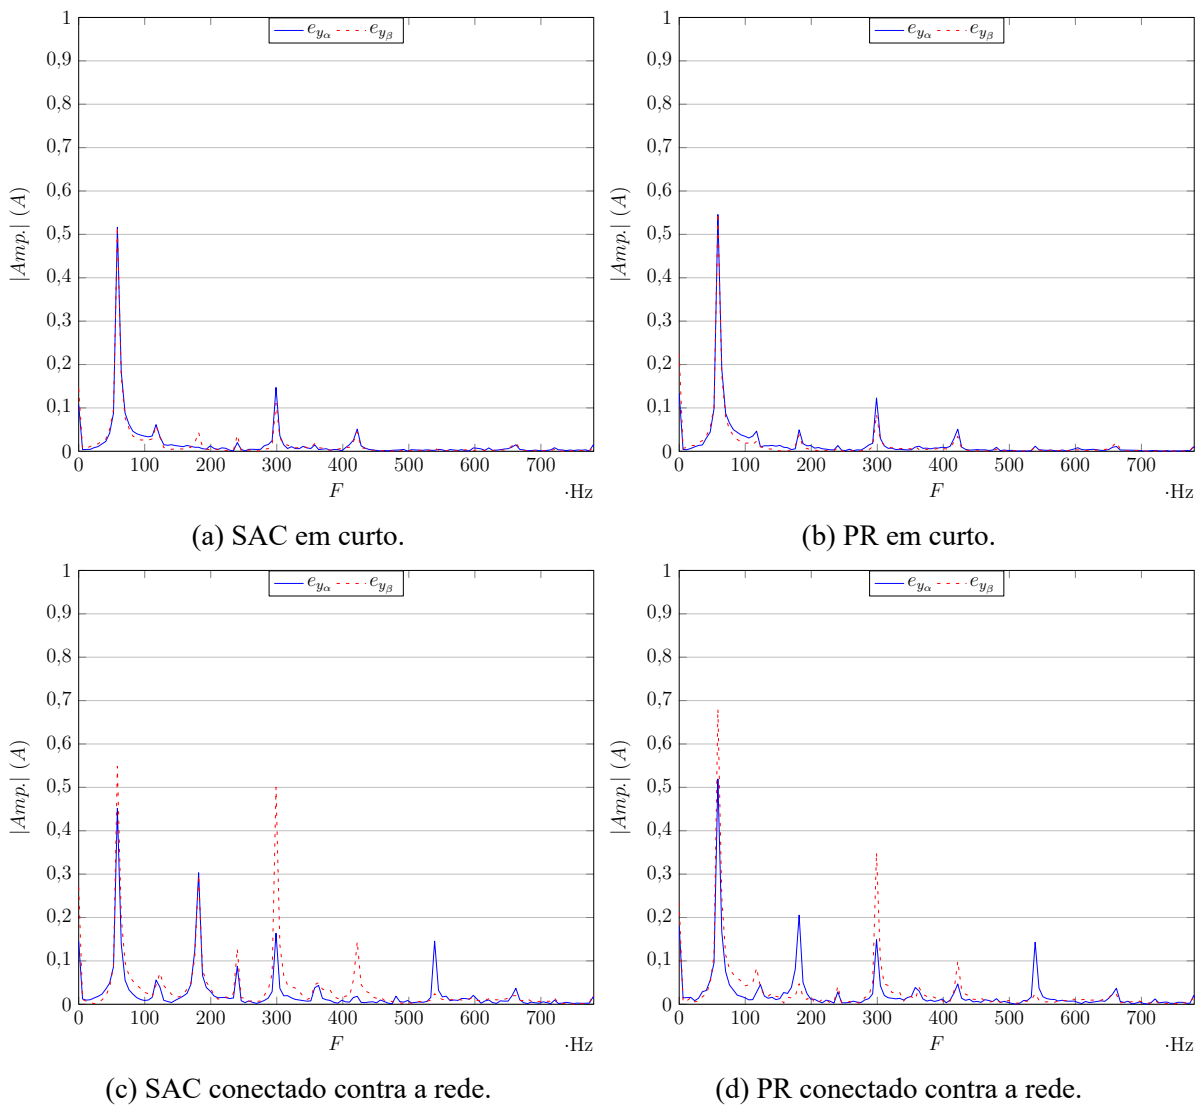 e_{y_α} e_{y_β}
1
0,9
0,8
0,7
0,6
0,5
0,4
0,3
0,2
0,1
0
|Amp.| (A)
0 100 200 300 400 500 600 700
F
·Hz
(a) SAC em curto.
e_{y_α} e_{y_β}
1
0,9
0,8
0,7
0,6
0,5
0,4
0,3
0,2
0,1
0
|Amp.| (A)
0 100 200 300 400 500 600 700
F
·Hz
(b) PR em curto.
e_{y_α} e_{y_β}
1
0,9
0,8
0,7
0,6
0,5
0,4
0,3
0,2
0,1
0
|Amp.| (A)
0 100 200 300 400 500 600 700
F
·Hz
(c) SAC conectado contra a rede.
e_{y_α} e_{y_β}
1
0,9
0,8
0,7
0,6
0,5
0,4
0,3
0,2
0,1
0
|Amp.| (A)
0 100 200 300 400 500 600 700
F
·Hz
(d) PR conectado contra a rede.